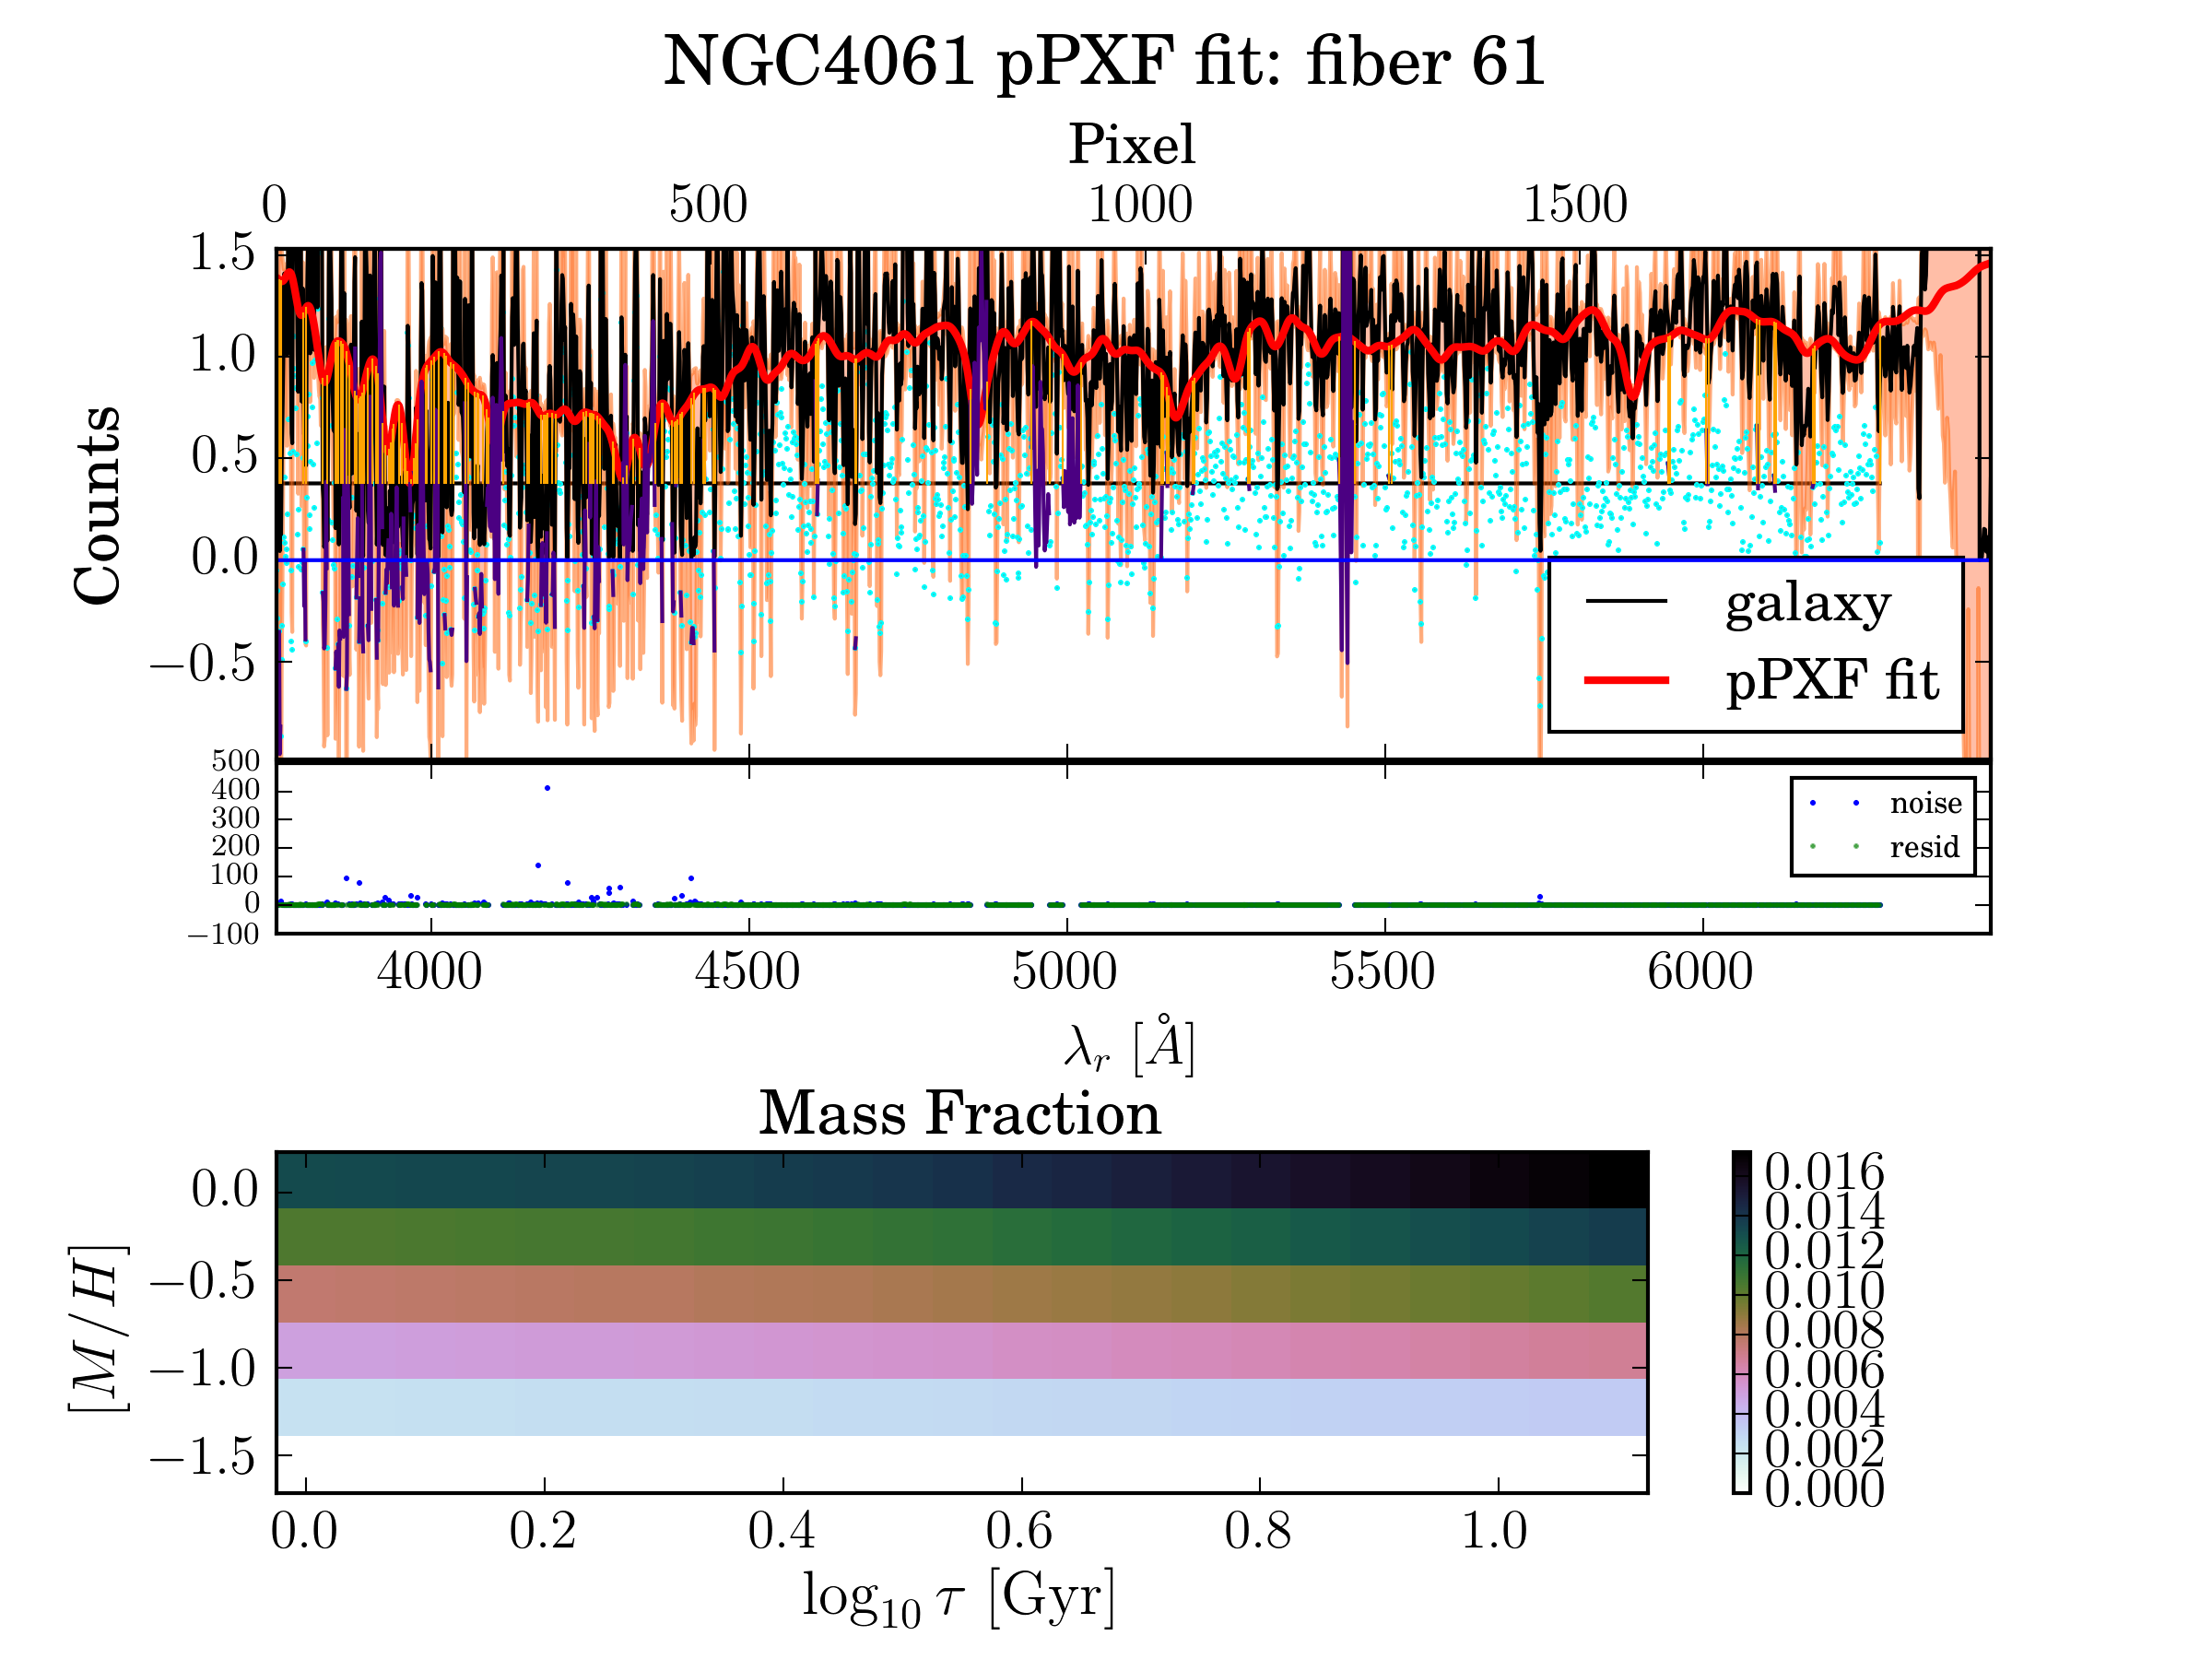 NGC4061 pPXF fit: fiber 61
Pixel
0 500 1000 1500
1.5
1.0
0.5
0.0
−0.5
Counts
galaxy
pPXF fit
500
400
300
200
100
0
−100
noise
resid
4000 4500 5000 5500 6000
λr [Å]
Mass Fraction
0.0
−0.5
−1.0
−1.5
[M/H]
0.016
0.014
0.012
0.010
0.008
0.006
0.004
0.002
0.000
0.0 0.2 0.4 0.6 0.8 1.0
log10 τ [Gyr]